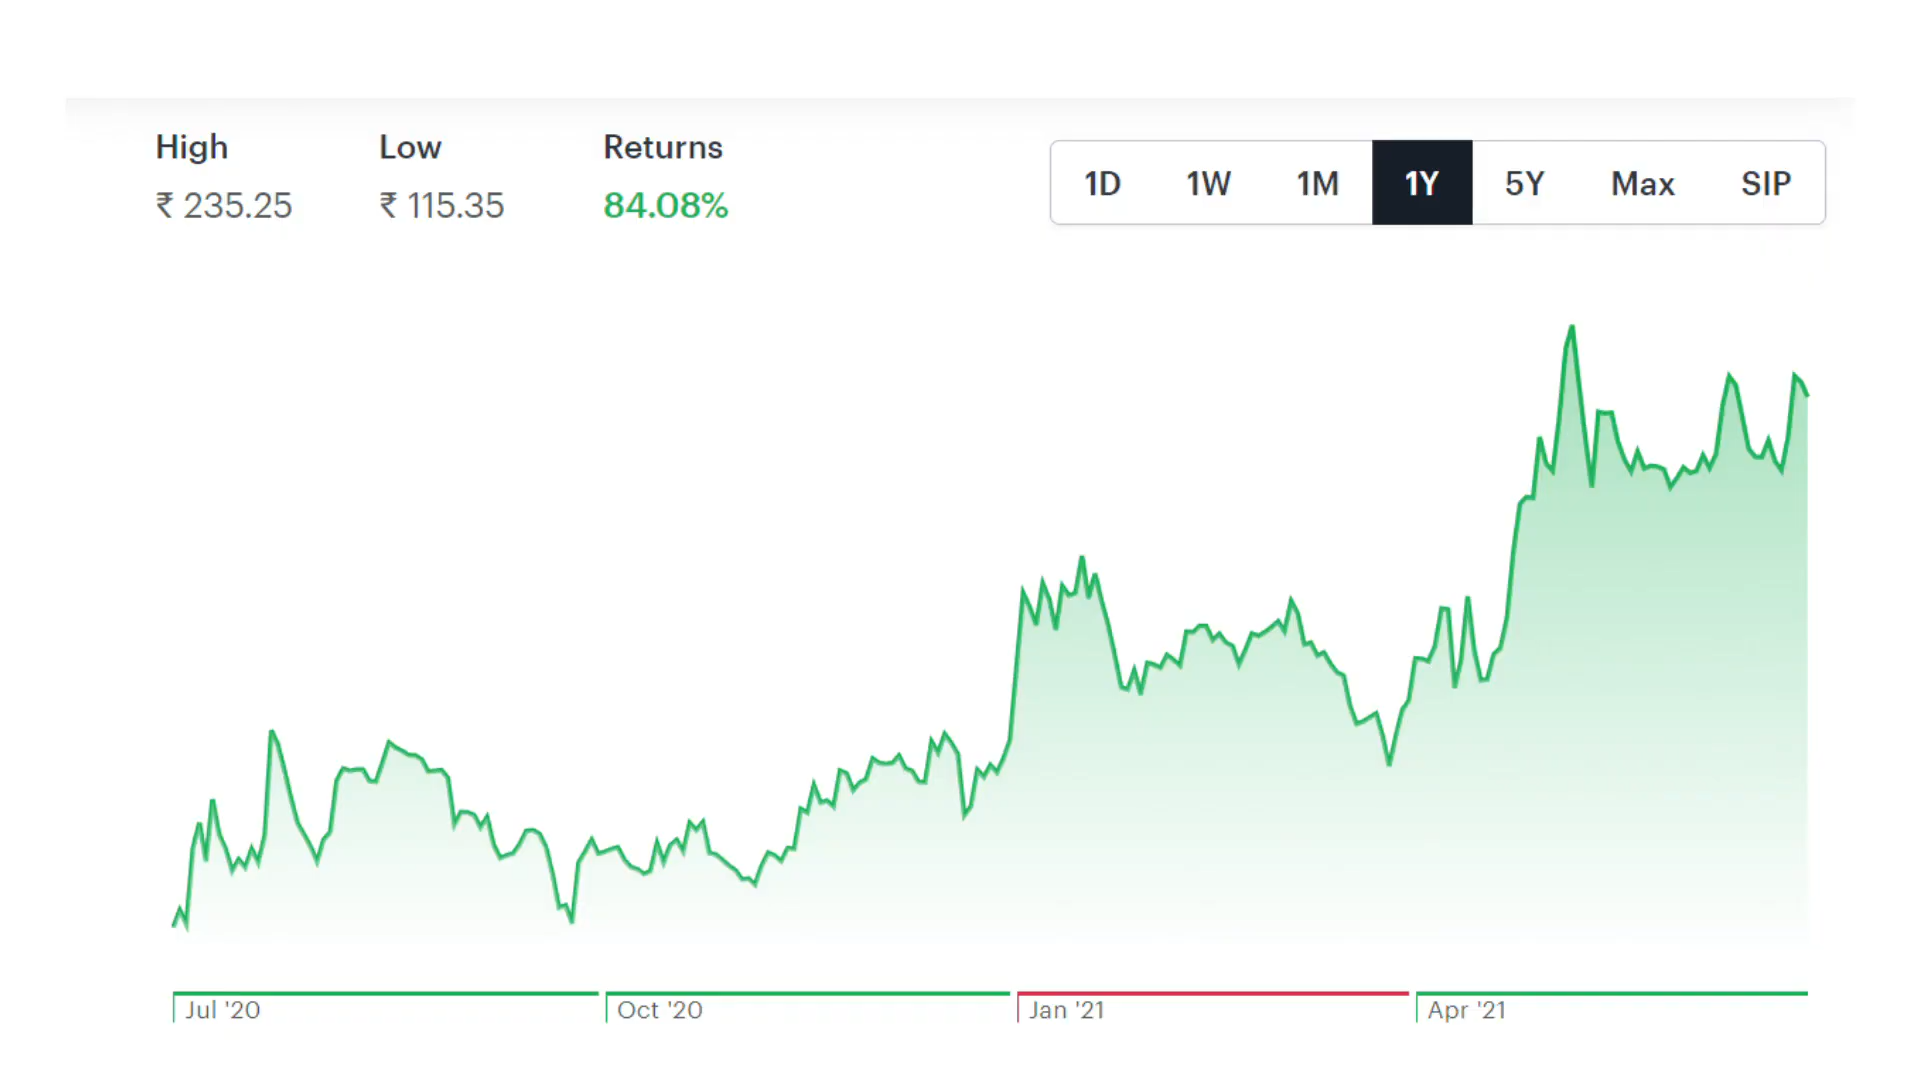 High Low Returns
₹ 235.25 ₹ 115.35 84.08%
1D 1W 1M 1Y 5Y Max SIP
Jul '20 Oct '20 Jan '21 Apr '21